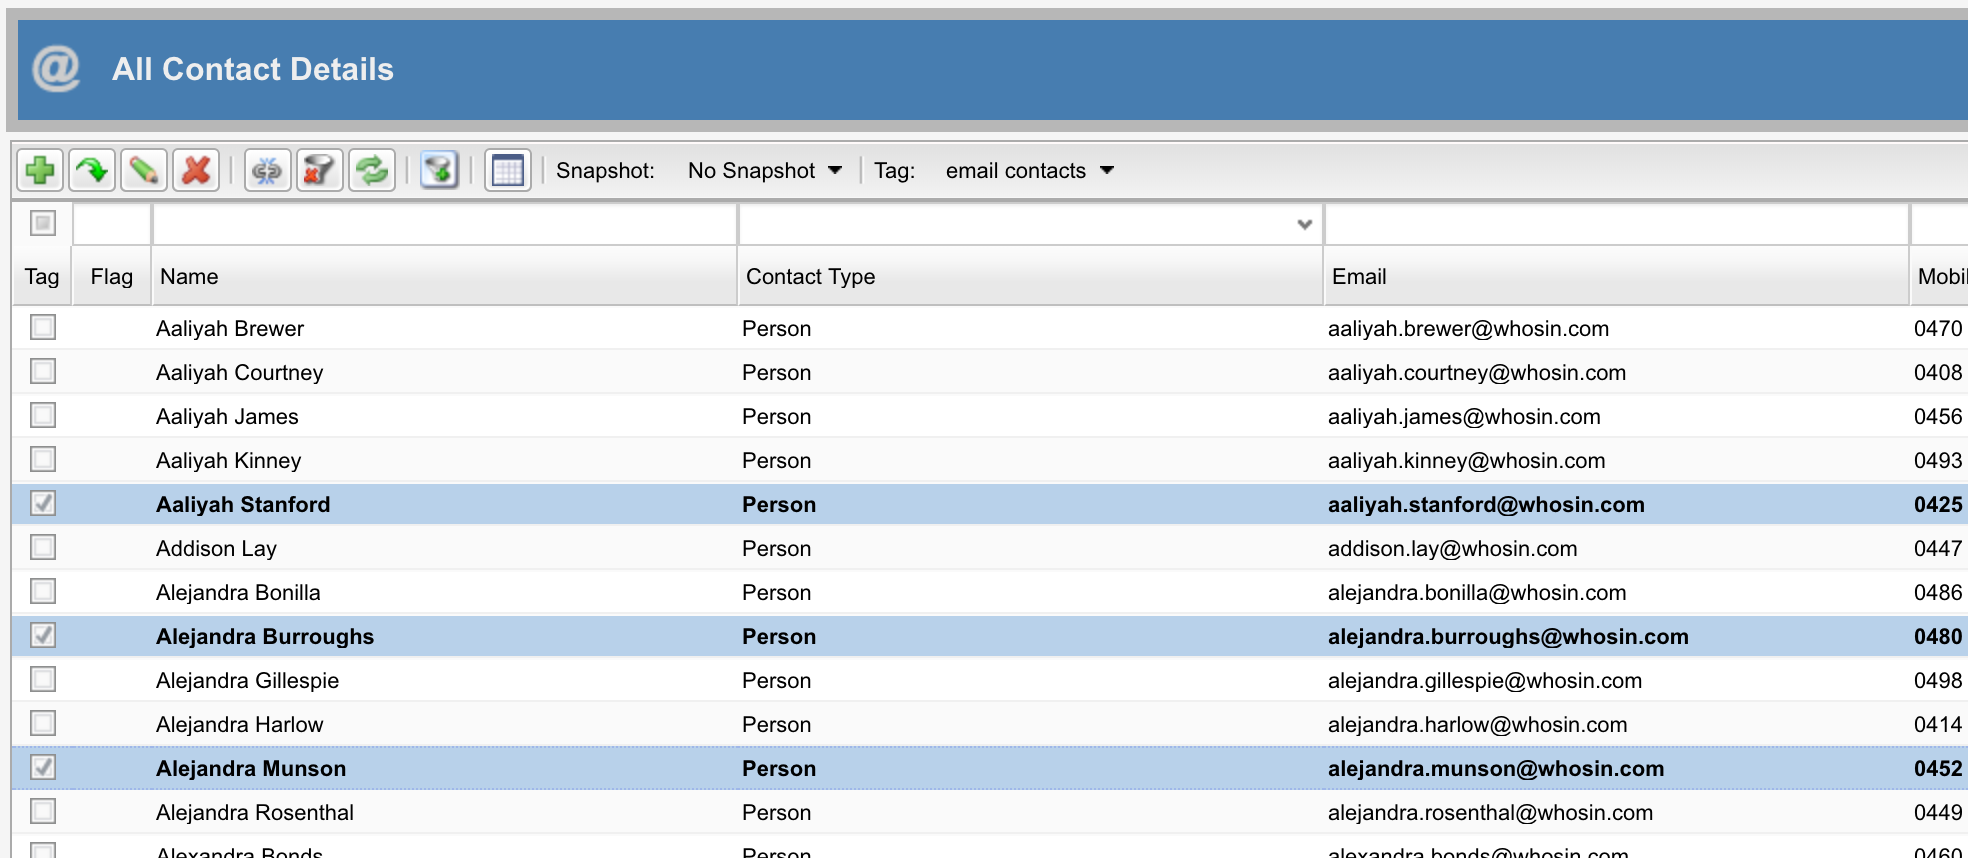 @ All Contact Details
Snapshot: No Snapshot Tag: email contacts
Tag Flag Name Contact Type Email Mobil
Aaliyah Brewer Person aaliyah.brewer@whosin.com 0470
Aaliyah Courtney Person aaliyah.courtney@whosin.com 0408
Aaliyah James Person aaliyah.james@whosin.com 0456
Aaliyah Kinney Person aaliyah.kinney@whosin.com 0493
Aaliyah Stanford Person aaliyah.stanford@whosin.com 0425
Addison Lay Person addison.lay@whosin.com 0447
Alejandra Bonilla Person alejandra.bonilla@whosin.com 0486
Alejandra Burroughs Person alejandra.burroughs@whosin.com 0480
Alejandra Gillespie Person alejandra.gillespie@whosin.com 0498
Alejandra Harlow Person alejandra.harlow@whosin.com 0414
Alejandra Munson Person alejandra.munson@whosin.com 0452
Alejandra Rosenthal Person alejandra.rosenthal@whosin.com 0449
Alexandra Bonds Person alexandra.bonds@whosin.com 0460